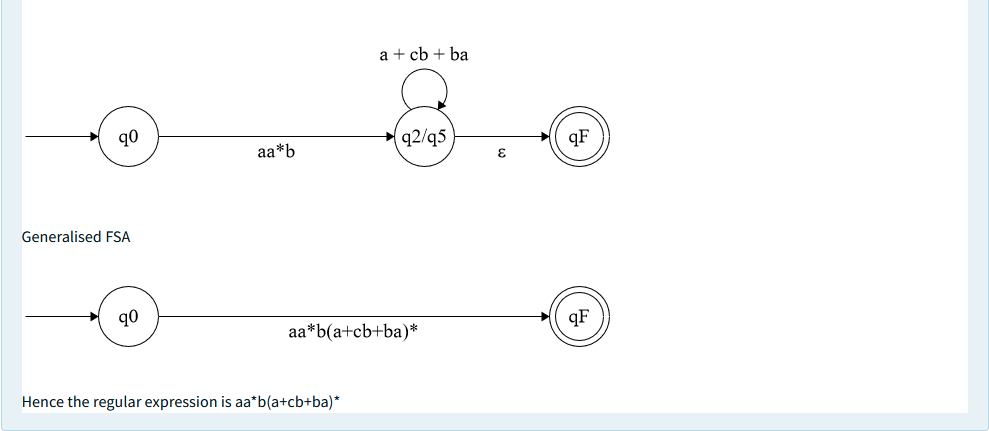 a + cb + ba
q0
aa*b
q2/q5
ε
qF
Generalised FSA
q0
aa*b(a+cb+ba)*
qF
Hence the regular expression is aa*b(a+cb+ba)*